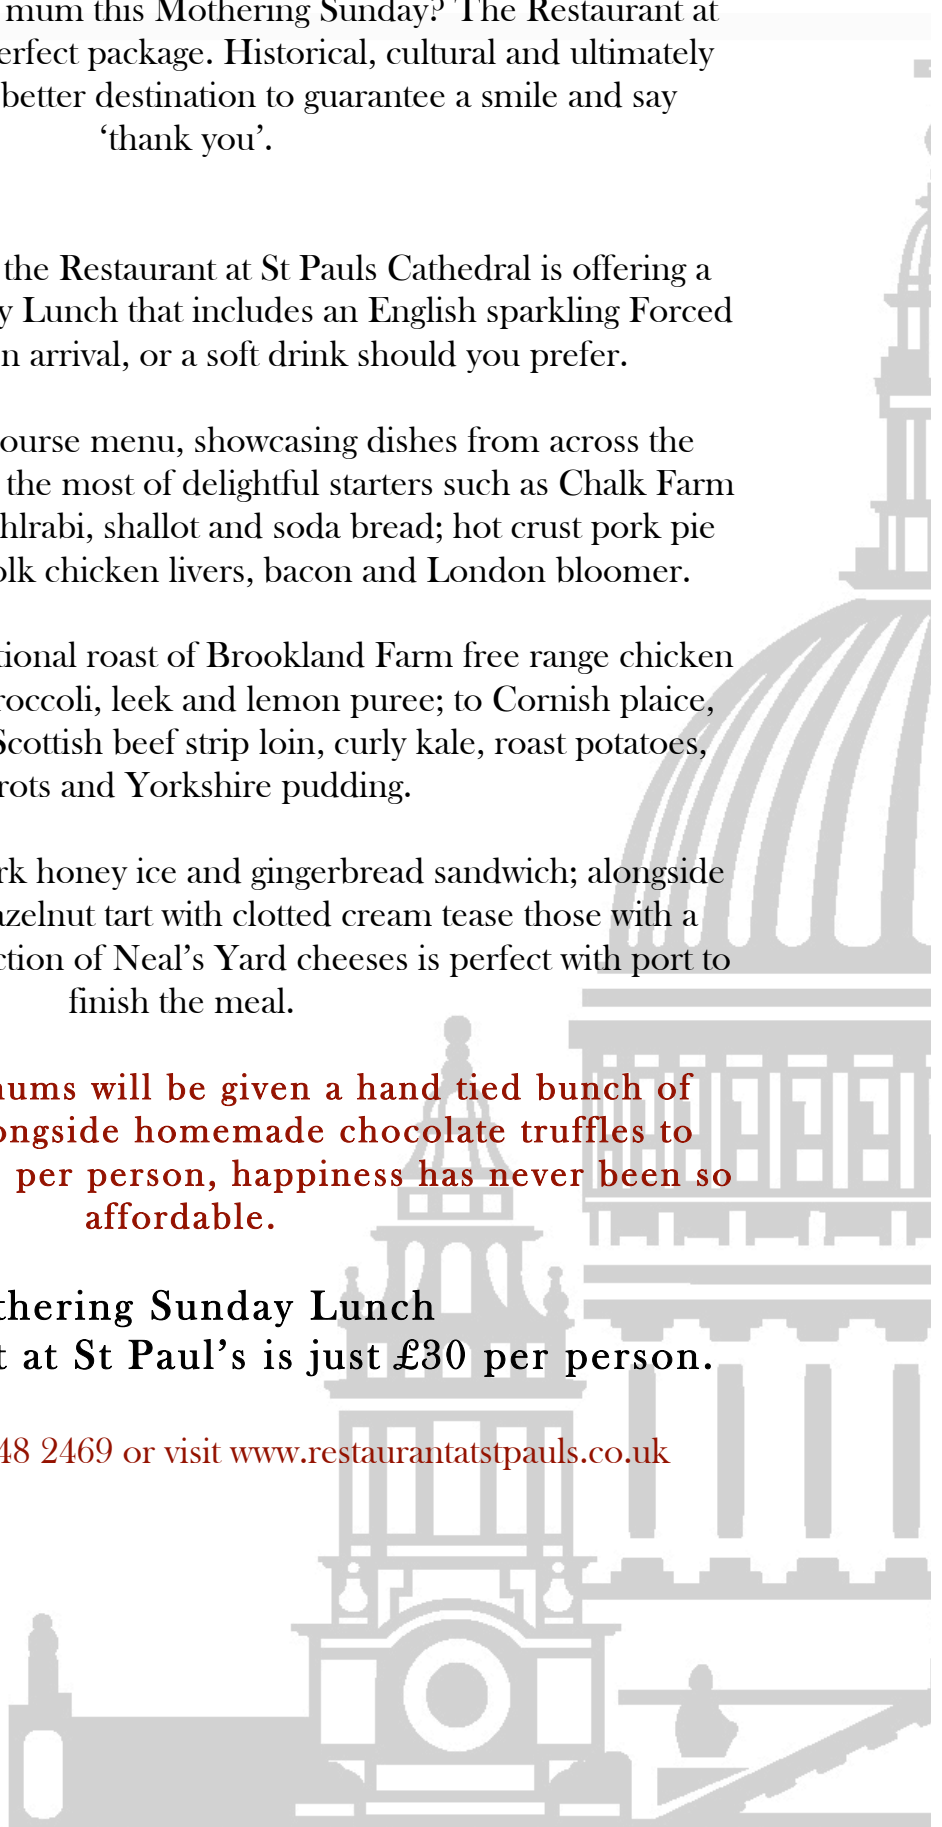 mum this Mothering Sunday? The Restaurant at
erfect package. Historical, cultural and ultimately
better destination to guarantee a smile and say
‘thank you’.
the Restaurant at St Pauls Cathedral is offering a
y Lunch that includes an English sparkling Forced
n arrival, or a soft drink should you prefer.
ourse menu, showcasing dishes from across the
the most of delightful starters such as Chalk Farm
hlrabi, shallot and soda bread; hot crust pork pie
olk chicken livers, bacon and London bloomer.
tional roast of Brookland Farm free range chicken
roccoli, leek and lemon puree; to Cornish plaice,
Scottish beef strip loin, curly kale, roast potatoes,
rots and Yorkshire pudding.
rk honey ice and gingerbread sandwich; alongside
azelnut tart with clotted cream tease those with a
ction of Neal’s Yard cheeses is perfect with port to
finish the meal.
mums will be given a hand tied bunch of
ongside homemade chocolate truffles to
per person, happiness has never been so
affordable.
thering Sunday Lunch
t at St Paul’s is just £30 per person.
48 2469 or visit www.restaurantatstpauls.co.uk